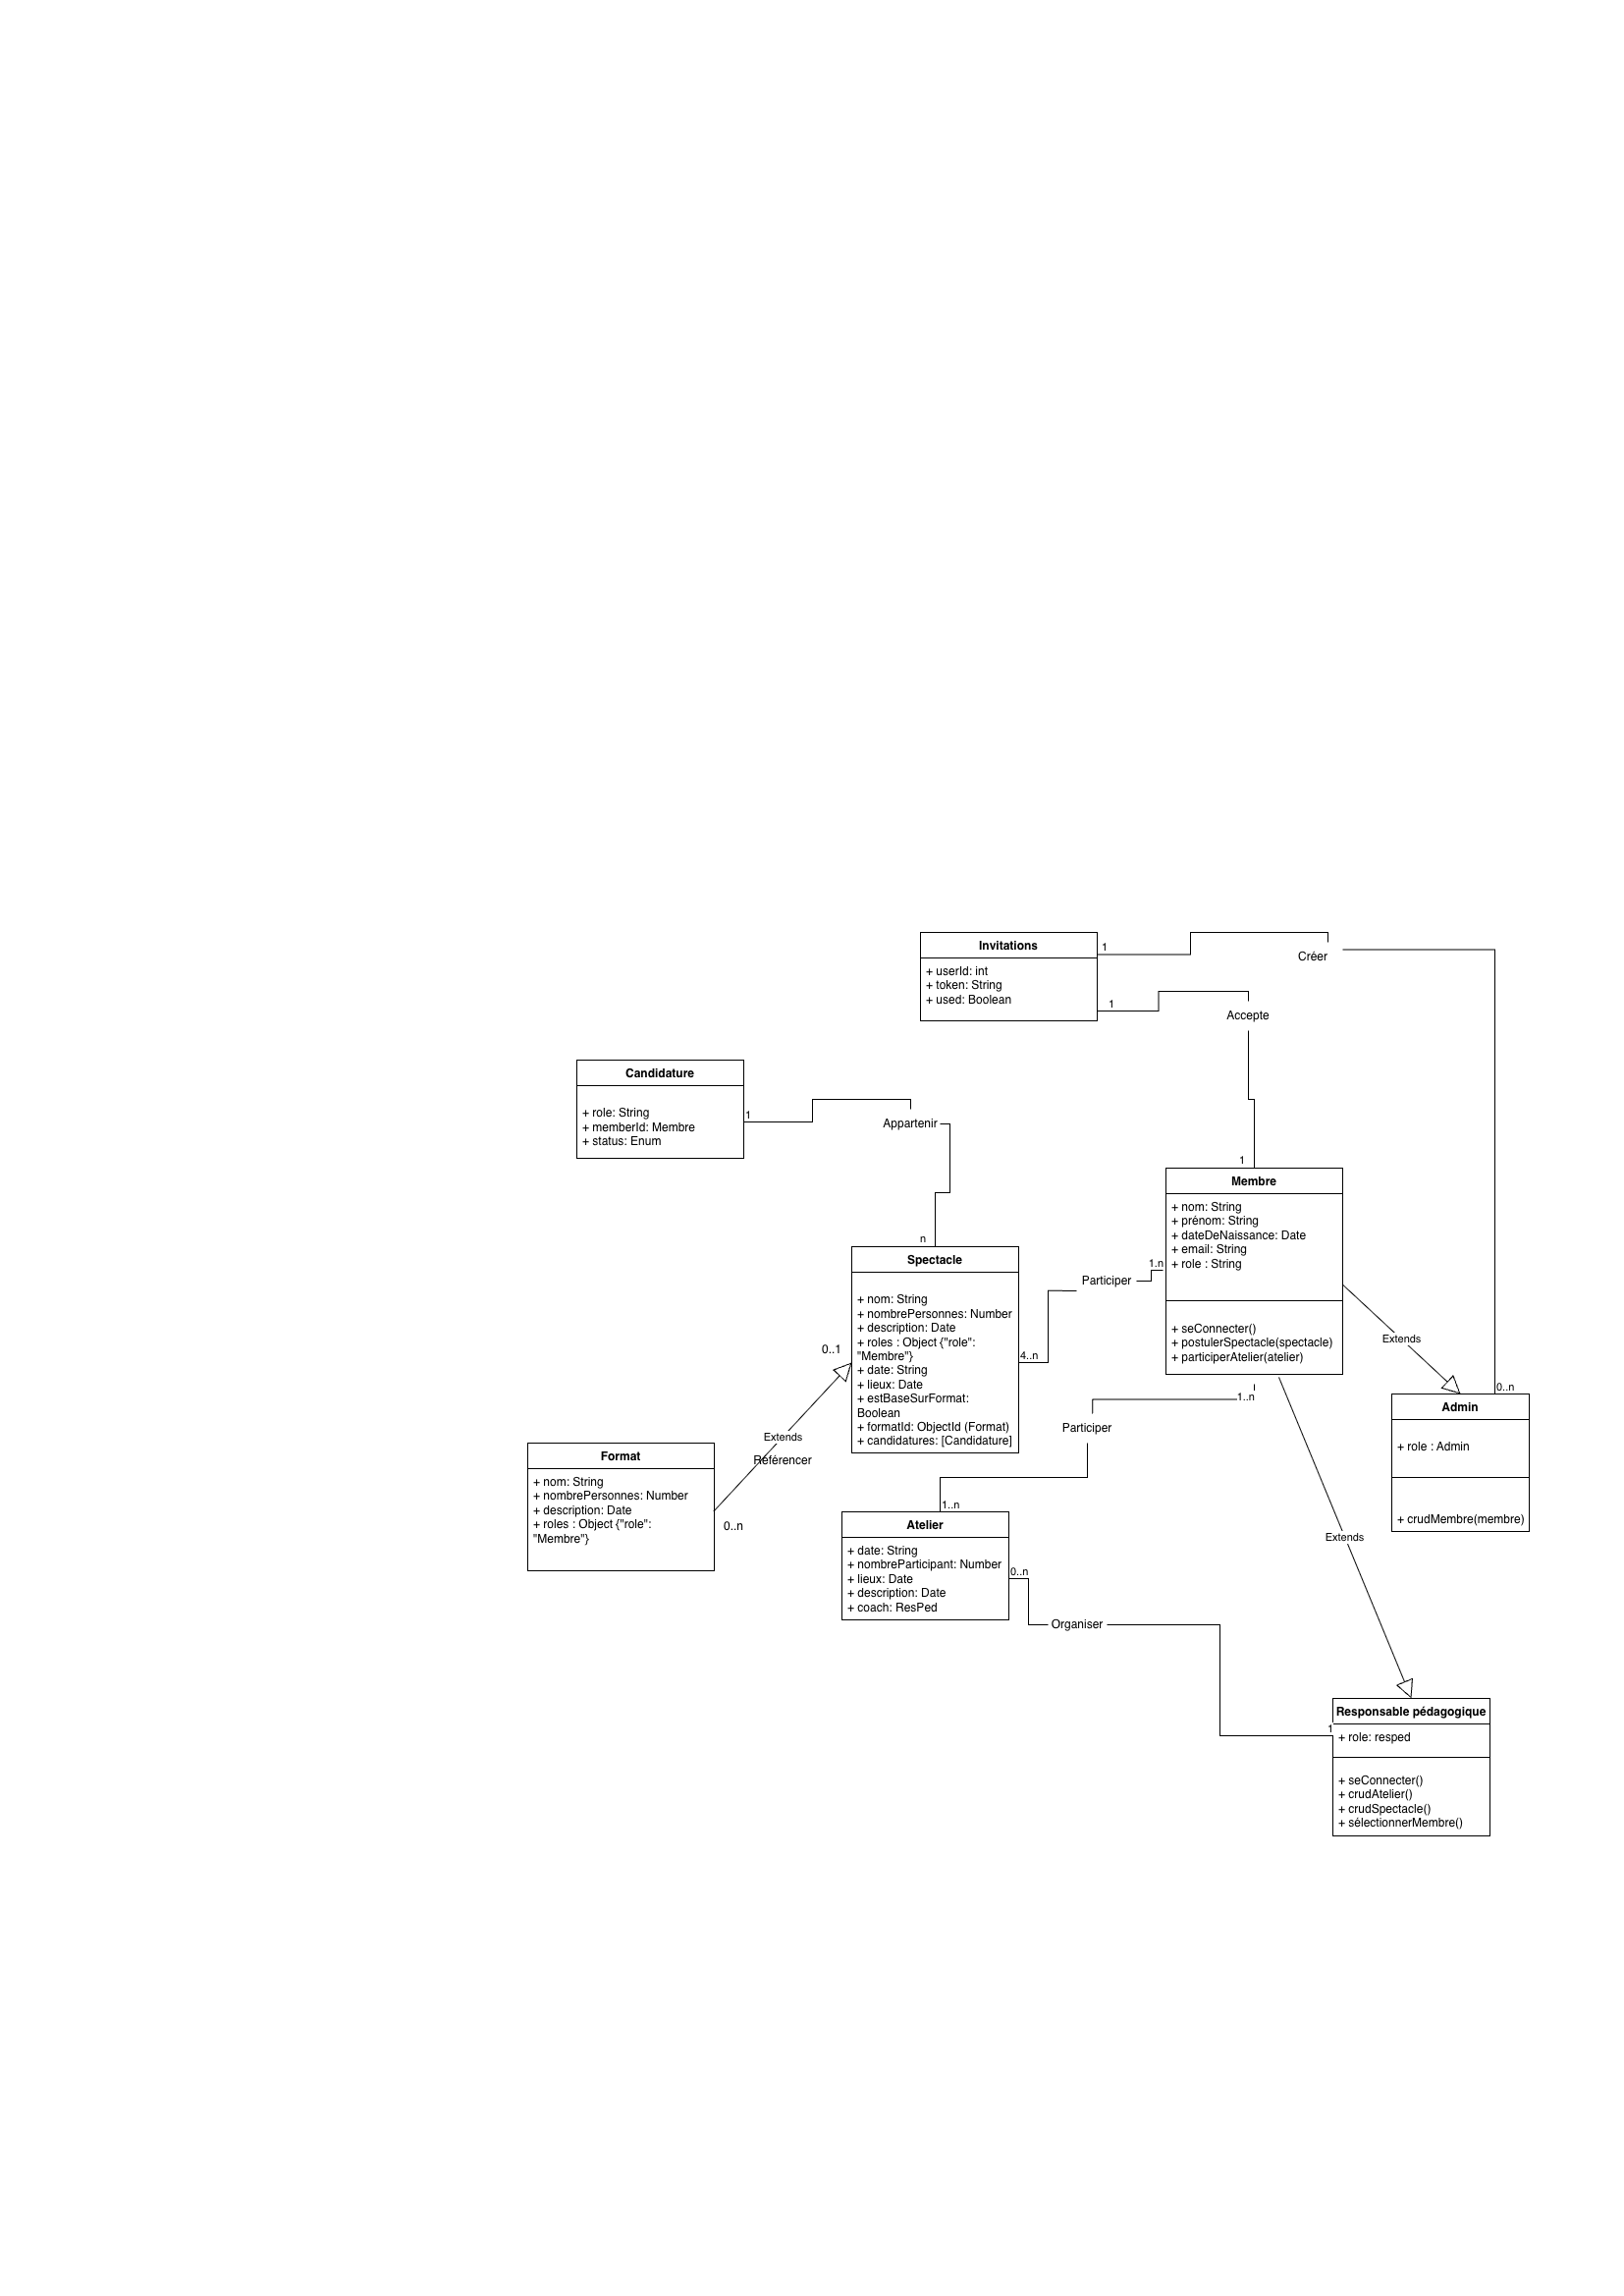 Invitations
+ userId: int
+ token: String
+ used: Boolean
1
Créer
1
Accepte
Candidature
+ role: String
+ memberId: Membre
+ status: Enum
1
Appartenir
n
1
Membre
+ nom: String
+ prénom: String
+ dateDeNaissance: Date
+ email: String
+ role : String
+ seConnecter()
+ postulerSpectacle(spectacle)
+ participerAtelier(atelier)
Spectacle
+ nom: String
+ nombrePersonnes: Number
+ description: Date
+ roles : Object {"role":
"Membre"}
+ date: String
+ lieux: Date
+ estBaseSurFormat:
Boolean
+ formatId: ObjectId (Format)
+ candidatures: [Candidature]
Participer
1.n
4..n
0..1
Extends
Référencer
0..n
Format
+ nom: String
+ nombrePersonnes: Number
+ description: Date
+ roles : Object {"role":
"Membre"}
Extends
0..n
Admin
+ role : Admin
+ crudMembre(membre)
1..n
Participer
1..n
Atelier
+ date: String
+ nombreParticipant: Number
+ lieux: Date
+ description: Date
+ coach: ResPed
0..n
Organiser
Extends
1
Responsable pédagogique
+ role: resped
+ seConnecter()
+ crudAtelier()
+ crudSpectacle()
+ sélectionnerMembre()